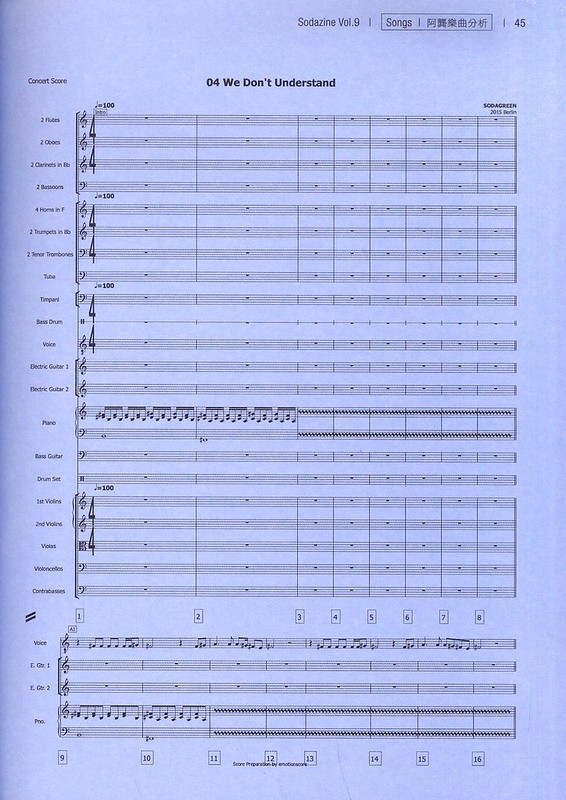 Sodazine Vol.9 | Songs | 阿龔樂曲分析 | 45
Concert Score
04 We Don't Understand
SODAGREEN
2015 Berlin
♩=100
Intro
2 Flutes
2 Oboes
2 Clarinets in Bb
2 Bassoons
♩=100
4 Horns in F
2 Trumpets in Bb
2 Tenor Trombones
Tuba
♩=100
Timpani
Bass Drum
Voice
Electric Guitar 1
Electric Guitar 2
Piano
Bass Guitar
Drum Set
♩=100
1st Violins
2nd Violins
Violas
Violoncellos
Contrabasses
1 2 3 4 5 6 7 8
A1
Voice
E. Gtr. 1
E. Gtr. 2
Pno.
9 10 11 12 13 14 15 16
Score Preparation by emotionscore